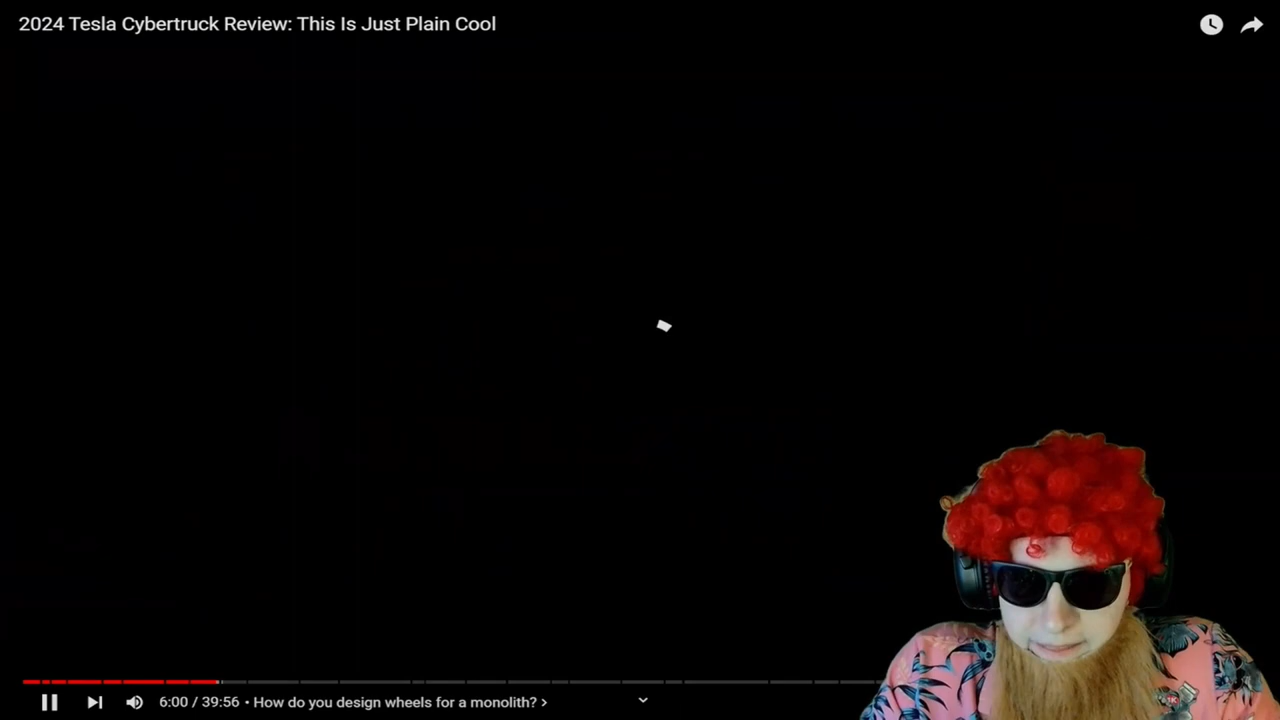 2024 Tesla Cybertruck Review: This Is Just Plain Cool
6:00 / 39:56 • How do you design wheels for a monolith? >